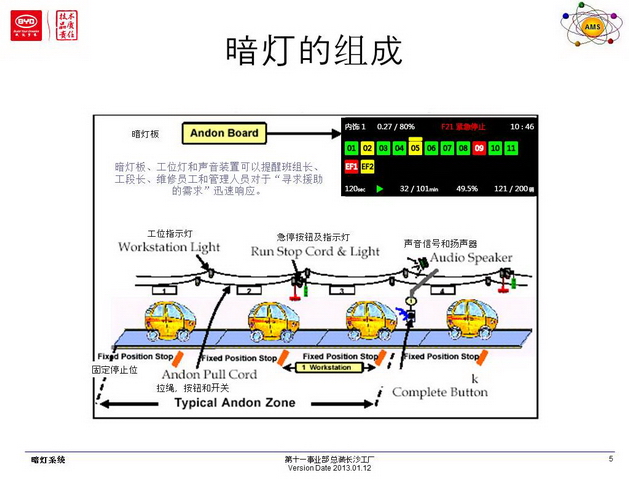 BYD
技术
品质
责任
AMS
暗灯的组成
暗灯板
Andon Board
内饰1 0.27 / 80% F21 紧急停止 10 : 46
01 02 03 04 05 06 07 08 09 10 11
EF1 EF2
120sec 32 / 101min 49.5% 121 / 200辆
暗灯板、工位灯和声音装置可以提醒班组长、
工段长、维修员工和管理人员对于“寻求援助
的需求”迅速响应。
工位指示灯
Workstation Light
急停按钮及指示灯
Run Stop Cord & Light
声音信号和扬声器
Audio Speaker
1 2 3 4
Fixed Position Stop Fixed Position Stop Fixed Position Stop Fixed Position Stop
固定停止位
Andon Pull Cord
拉绳，按钮和开关
1 Workstation
k
Complete Button
Typical Andon Zone
暗灯系统
第十一事业部总装长沙工厂
Version Date 2013.01.12
5